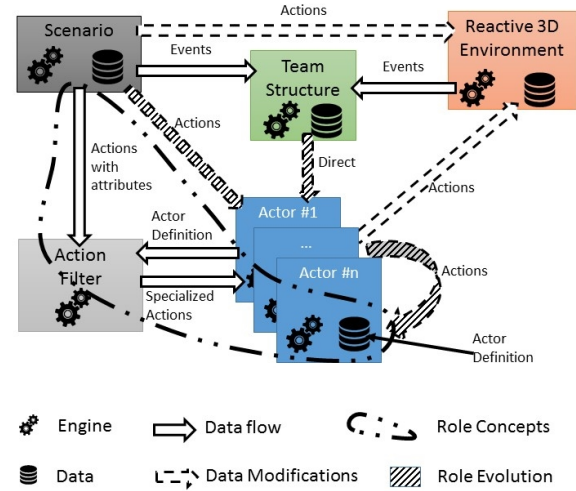 Actions
Scenario
Reactive 3D
Environment
Events
Team
Structure
Events
Actions
Actions
with
attributes
Direct
Actions
Actor
Definition
Actor #1
...
Actor #n
Action
Filter
Specialized
Actions
Actions
Actor
Definition
Engine
Data flow
Role Concepts
Data
Data Modifications
Role Evolution